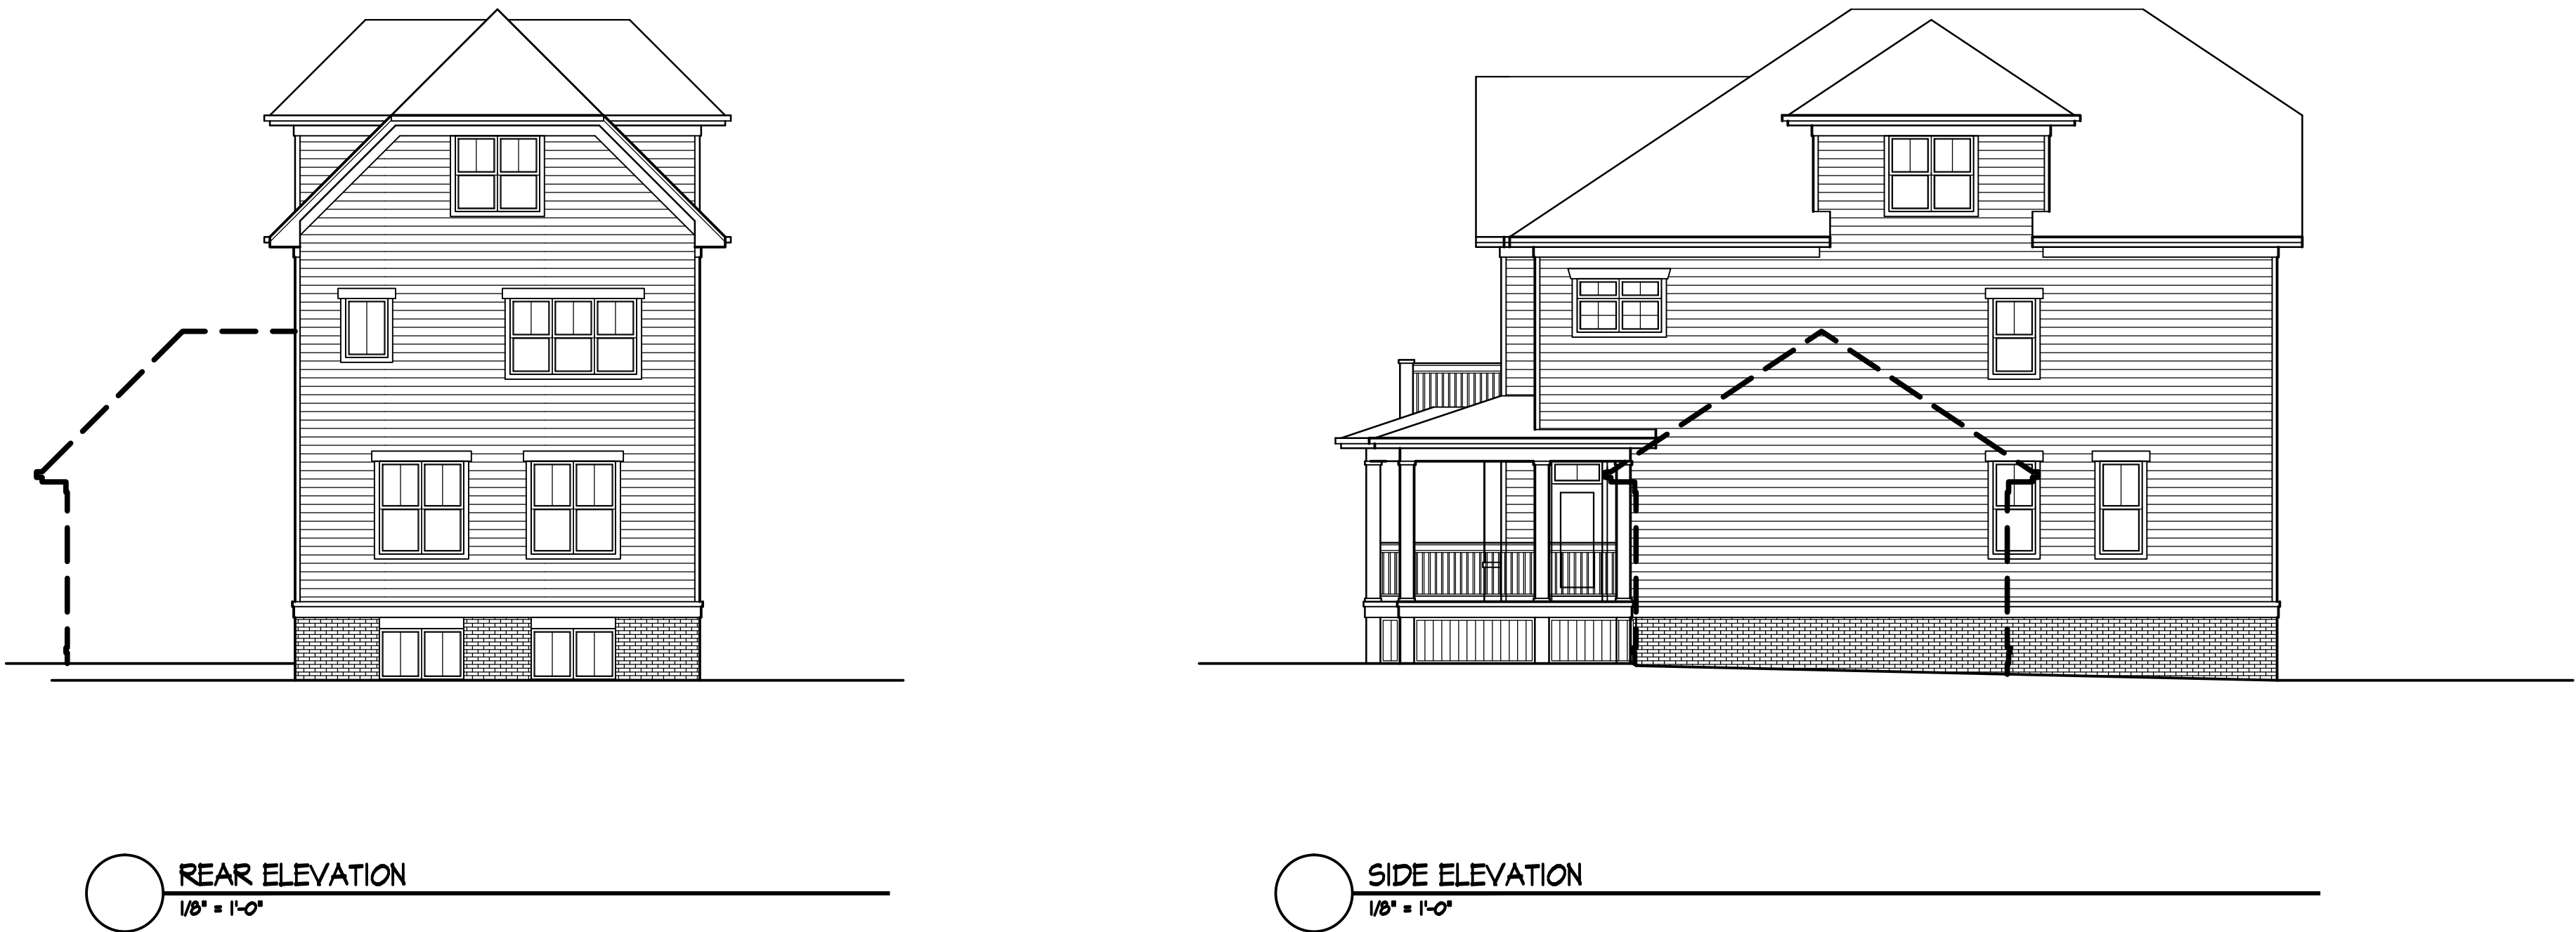 REAR ELEVATION
1/8" = 1'-0"
SIDE ELEVATION
1/8" = 1'-0"